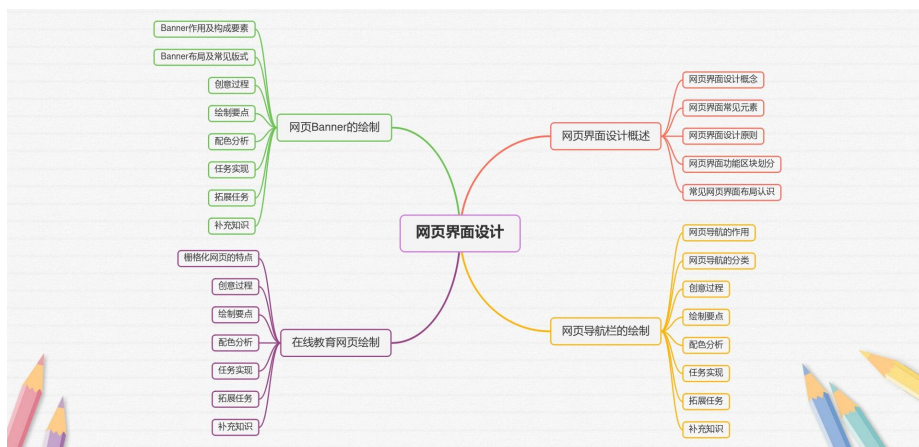 网页界面设计
网页界面设计概述
网页界面设计概念
网页界面常见元素
网页界面设计原则
网页界面功能区块划分
常见网页界面布局认识
网页导航栏的绘制
网页导航的作用
网页导航的分类
创意过程
绘制要点
配色分析
任务实现
拓展任务
补充知识
网页Banner的绘制
Banner作用及构成要素
Banner布局及常见版式
创意过程
绘制要点
配色分析
任务实现
拓展任务
补充知识
在线教育网页绘制
栅格化网页的特点
创意过程
绘制要点
配色分析
任务实现
拓展任务
补充知识